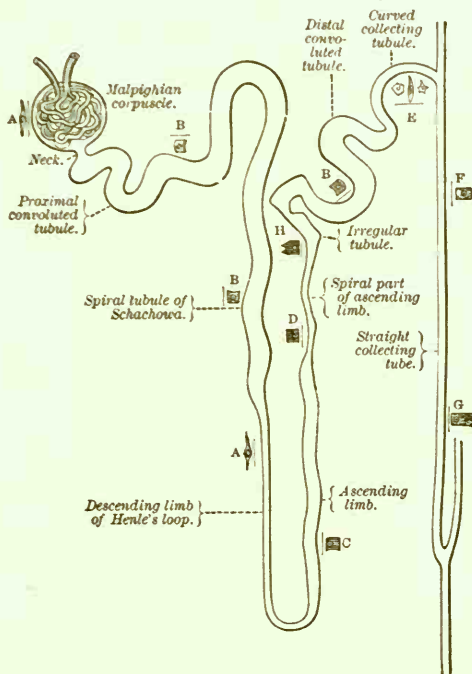 Distal
convo-
luted
tubule.
Curved
collecting
tubule.
Malpighian
corpuscle.
A
B
E
Neck.
Proximal
convoluted
tubule.
B
F
H
Irregular
tubule.
B
Spiral tubule of
Schachowa.
Spiral part
of ascending
limb.
D
Straight
collecting
tube.
G
A
Descending limb
of Henle's loop.
Ascending
limb.
C